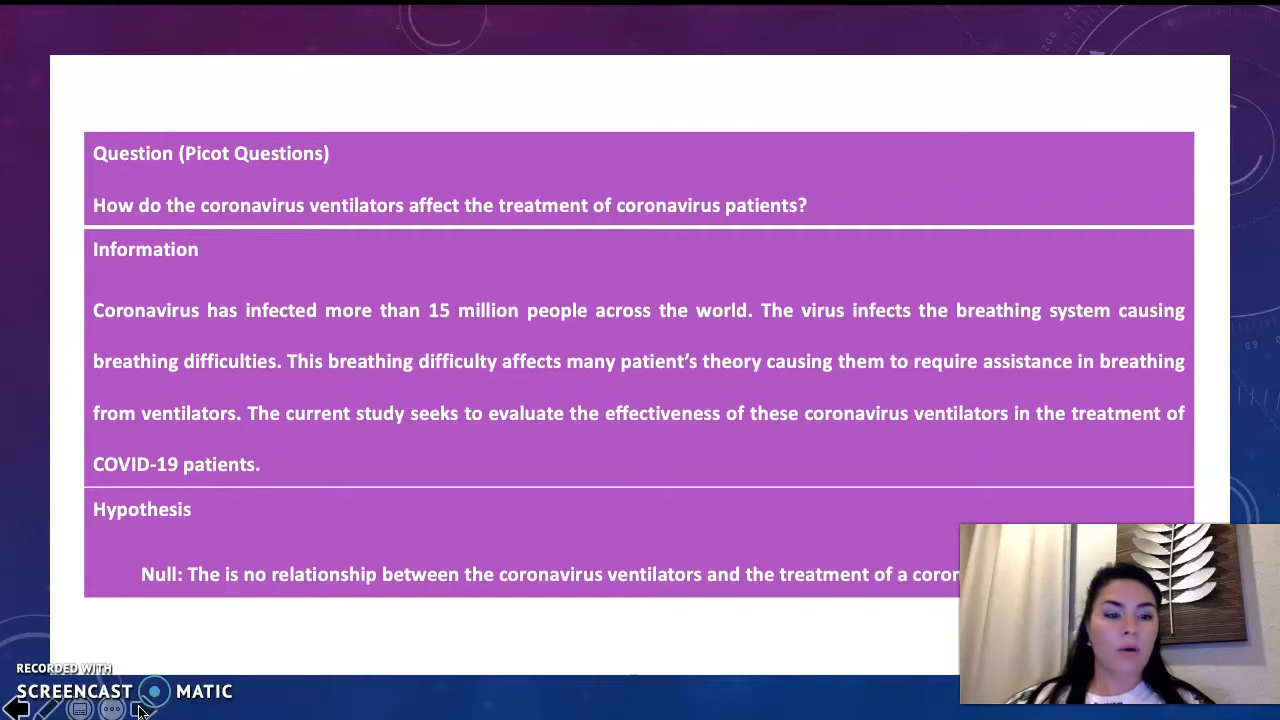 Question (Picot Questions)
How do the coronavirus ventilators affect the treatment of coronavirus patients?
Information
Coronavirus has infected more than 15 million people across the world. The virus infects the breathing system causing
breathing difficulties. This breathing difficulty affects many patient's theory causing them to require assistance in breathing
from ventilators. The current study seeks to evaluate the effectiveness of these coronavirus ventilators in the treatment of
COVID-19 patients.
Hypothesis
Null: The is no relationship between the coronavirus ventilators and the treatment of a
RECORDED WITH
SCREENCAST MATIC